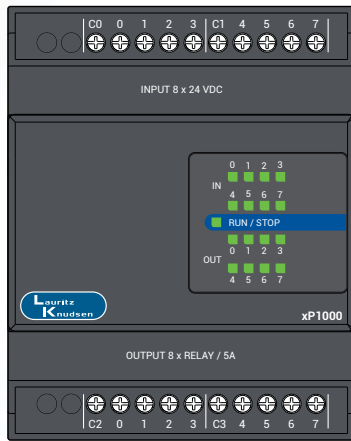 C0 0 1 2 3 C1 4 5 6 7
INPUT 8 x 24 VDC
0 1 2 3
IN
4 5 6 7
RUN / STOP
OUT
0 1 2 3
4 5 6 7
Lauritz
Knudsen
xP1000
OUTPUT 8 x RELAY / 5A
C2 0 1 2 3 C3 4 5 6 7